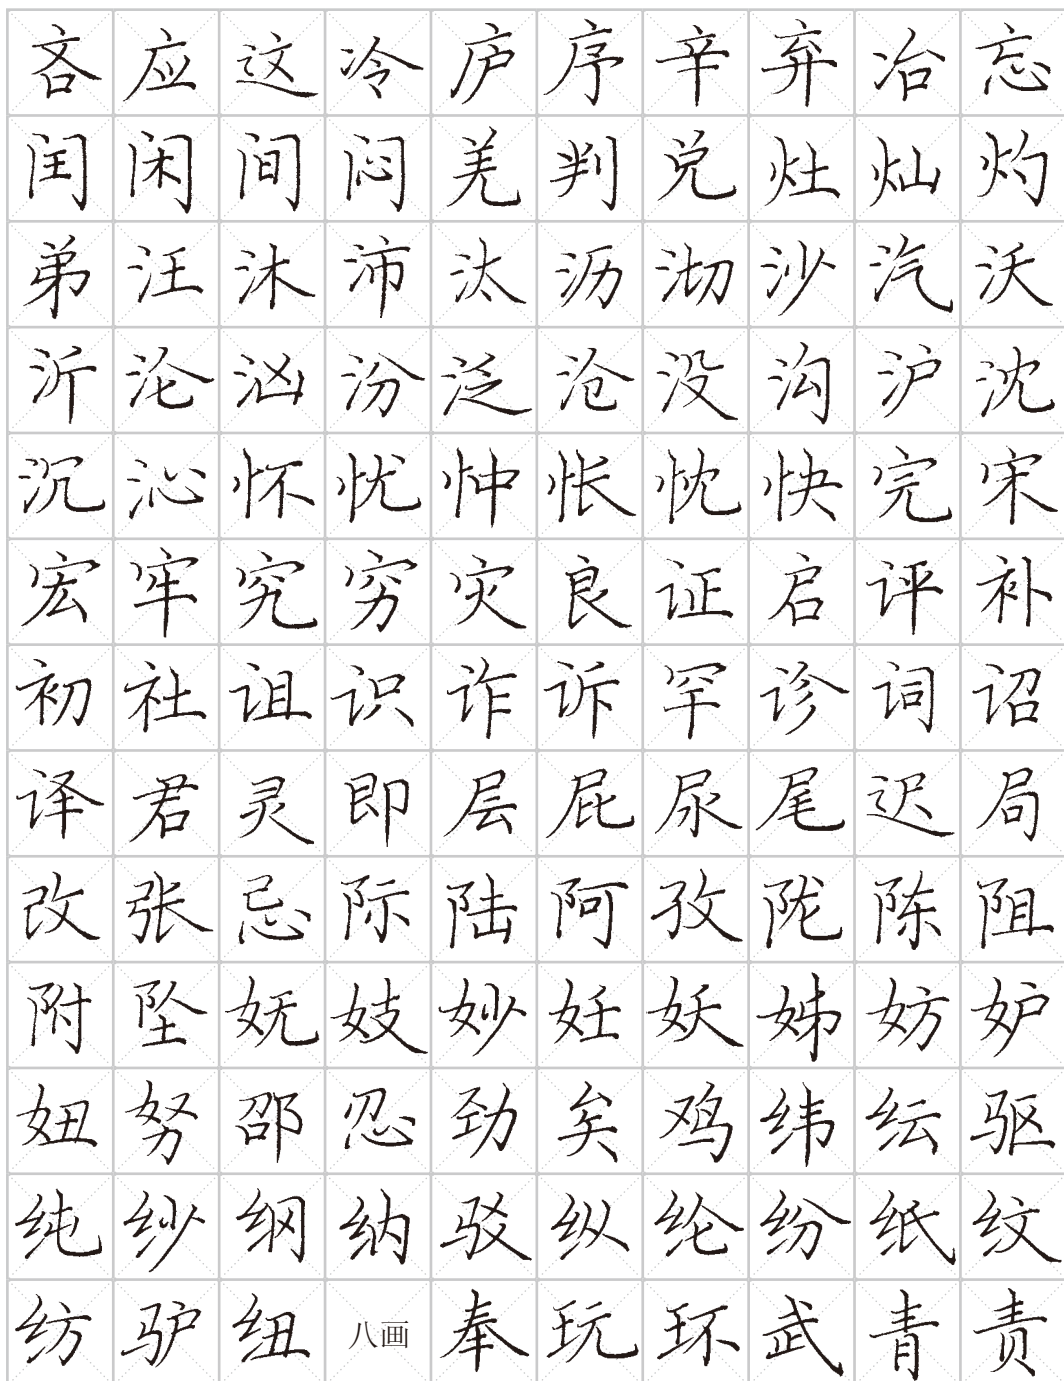 吝应这冷庐序辛弃冶忘
闰闲间闷羌判兑灶灿灼
弟汪沐沛汰沥沏沙汽沃
沂沦汹汾泛沧没沟沪沈
沉沁怀忧忡怅忱快完宋
宏牢究穷灾良证启评补
初社诅识诈诉罕诊词诏
译君灵即层屁尿尾迟局
改张忌际陆阿孜陇陈阻
附坠妩妓妙妊妖姊妨妒
妞努邵忍劲矣鸡纬纭驱
纯纱纲纳驳纵纶纷纸纹
纺驴纽八画奉玩环武青责